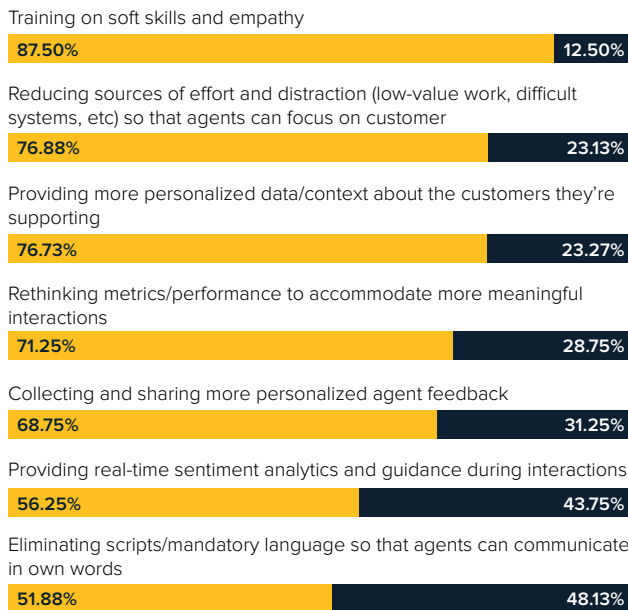 Training on soft skills and empathy
87.50% 12.50%
Reducing sources of effort and distraction (low-value work, difficult
systems, etc) so that agents can focus on customer
76.88% 23.13%
Providing more personalized data/context about the customers they’re
supporting
76.73% 23.27%
Rethinking metrics/performance to accommodate more meaningful
interactions
71.25% 28.75%
Collecting and sharing more personalized agent feedback
68.75% 31.25%
Providing real-time sentiment analytics and guidance during interactions
56.25% 43.75%
Eliminating scripts/mandatory language so that agents can communicate
in own words
51.88% 48.13%